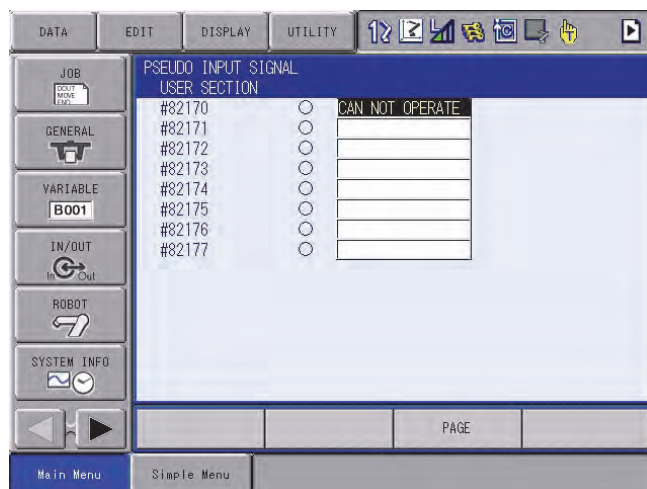 DATA EDIT DISPLAY UTILITY 12
JOB
DOUT
MOVE
END
GENERAL
VARIABLE
B001
IN/OUT
In Out
ROBOT
SYSTEM INFO
PSEUDO INPUT SIGNAL
USER SECTION
#82170 CAN NOT OPERATE
#82171
#82172
#82173
#82174
#82175
#82176
#82177
PAGE
Main Menu Simple Menu